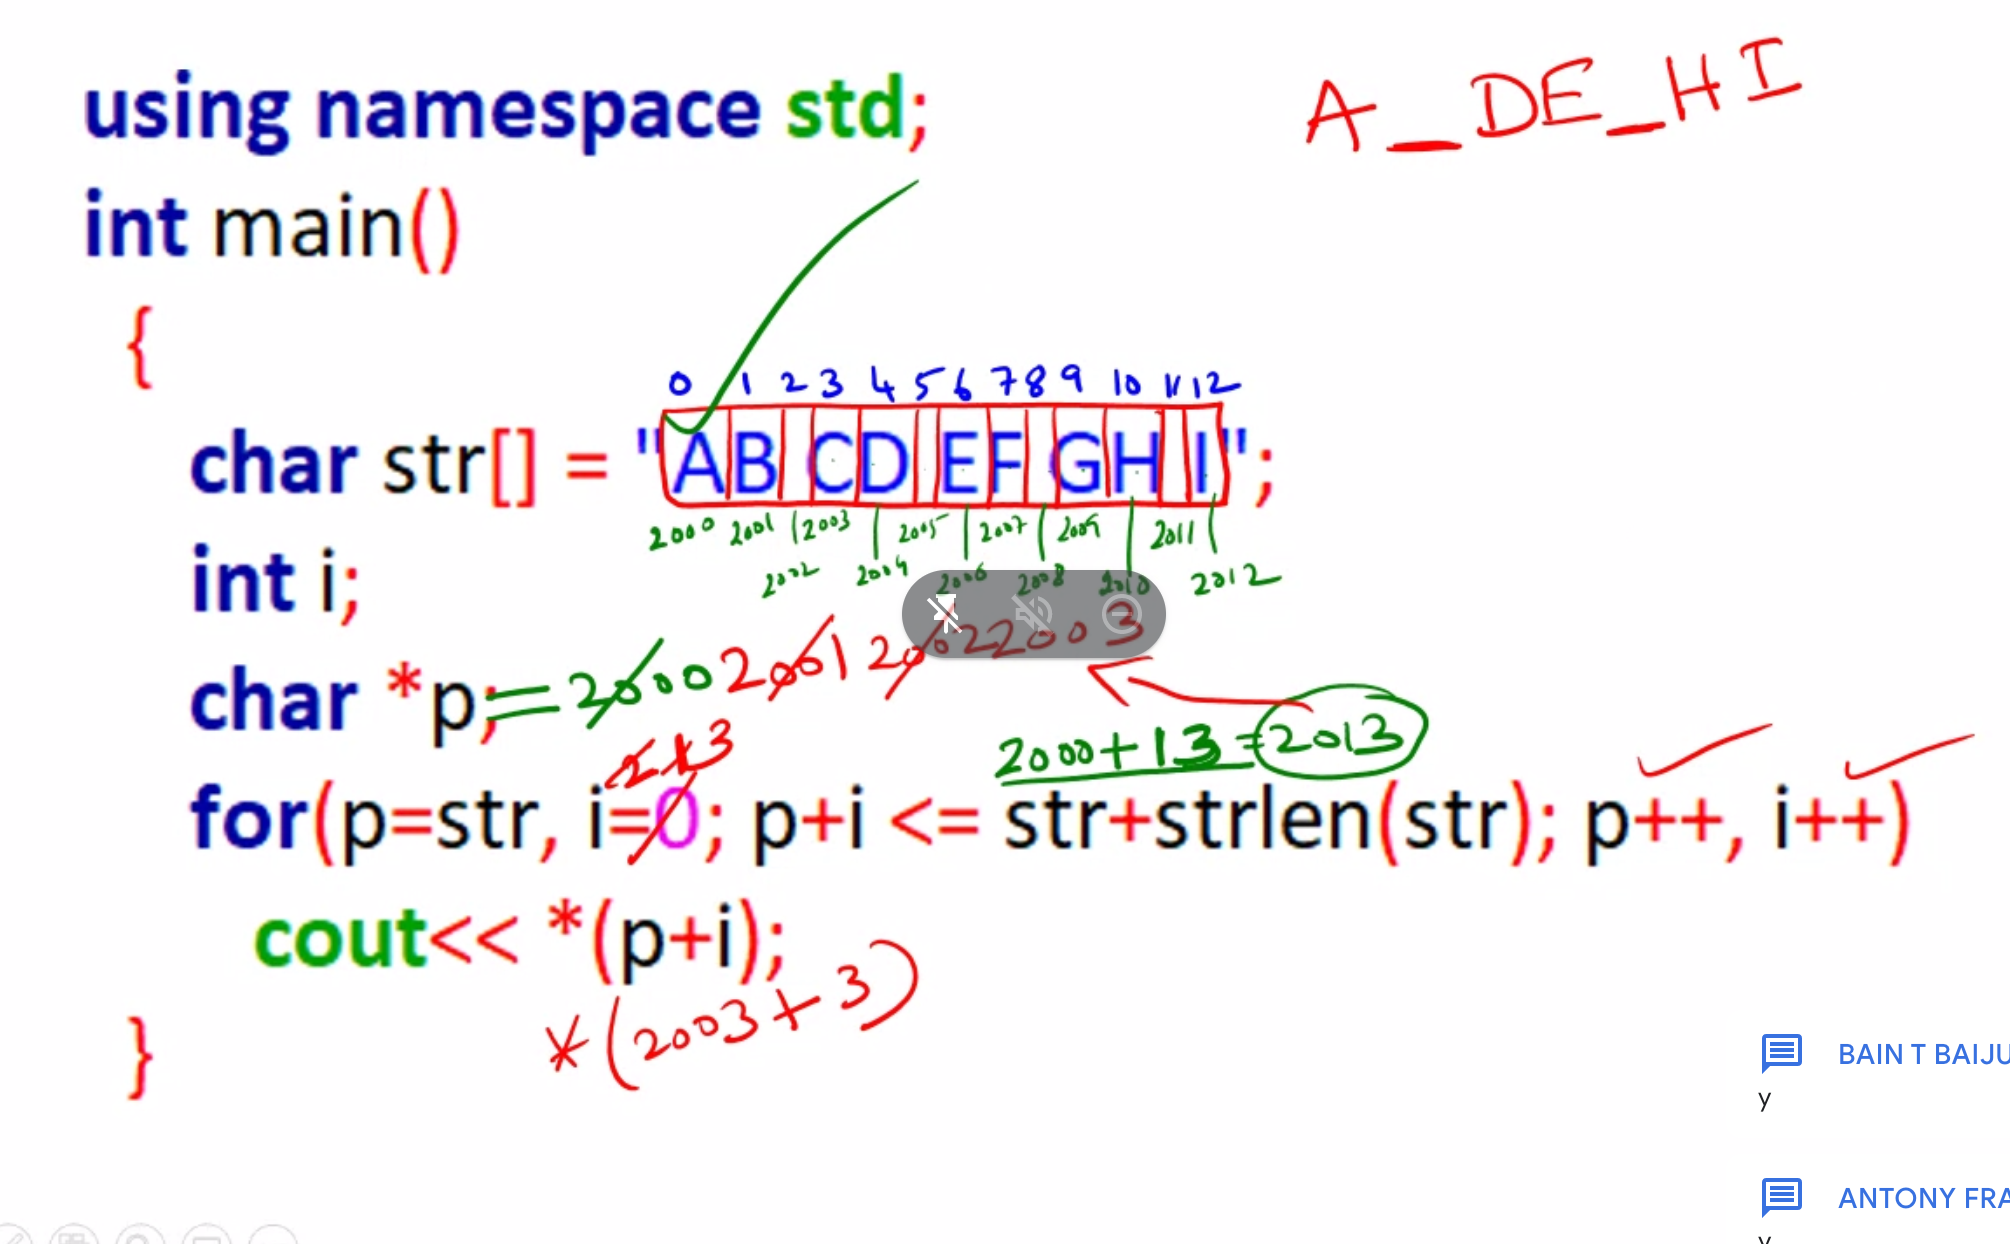 using namespace std;
A_DE_HI
int main()
{
0 1 2 3 4 5 6 7 8 9 10 11 12
char str[] = "AB CD EF GH I";
2000 2001 2003 2005 2007 2009 2011
2002 2004 2006 2008 2010 2012
int i;
char *p; = 2000 2001 2002 2003
2000+13 = 2013
2 1 3
for(p=str, i=0; p+i <= str+strlen(str); p++, i++)
cout<< *(p+i);
*(2003+3)
}
BAIN T BAIJU
y
ANTONY FRA